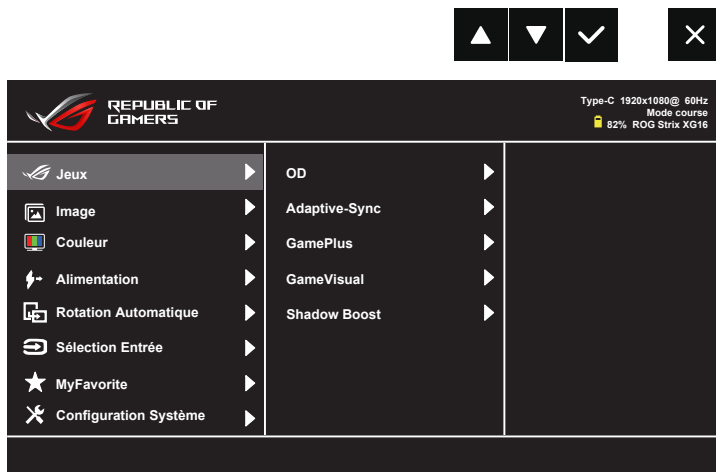 REPUBLIC OF
GAMERS
Type-C 1920x1080@ 60Hz
Mode course
82% ROG Strix XG16
Jeux
Image
Couleur
Alimentation
Rotation Automatique
Sélection Entrée
MyFavorite
Configuration Système
OD
Adaptive-Sync
GamePlus
GameVisual
Shadow Boost